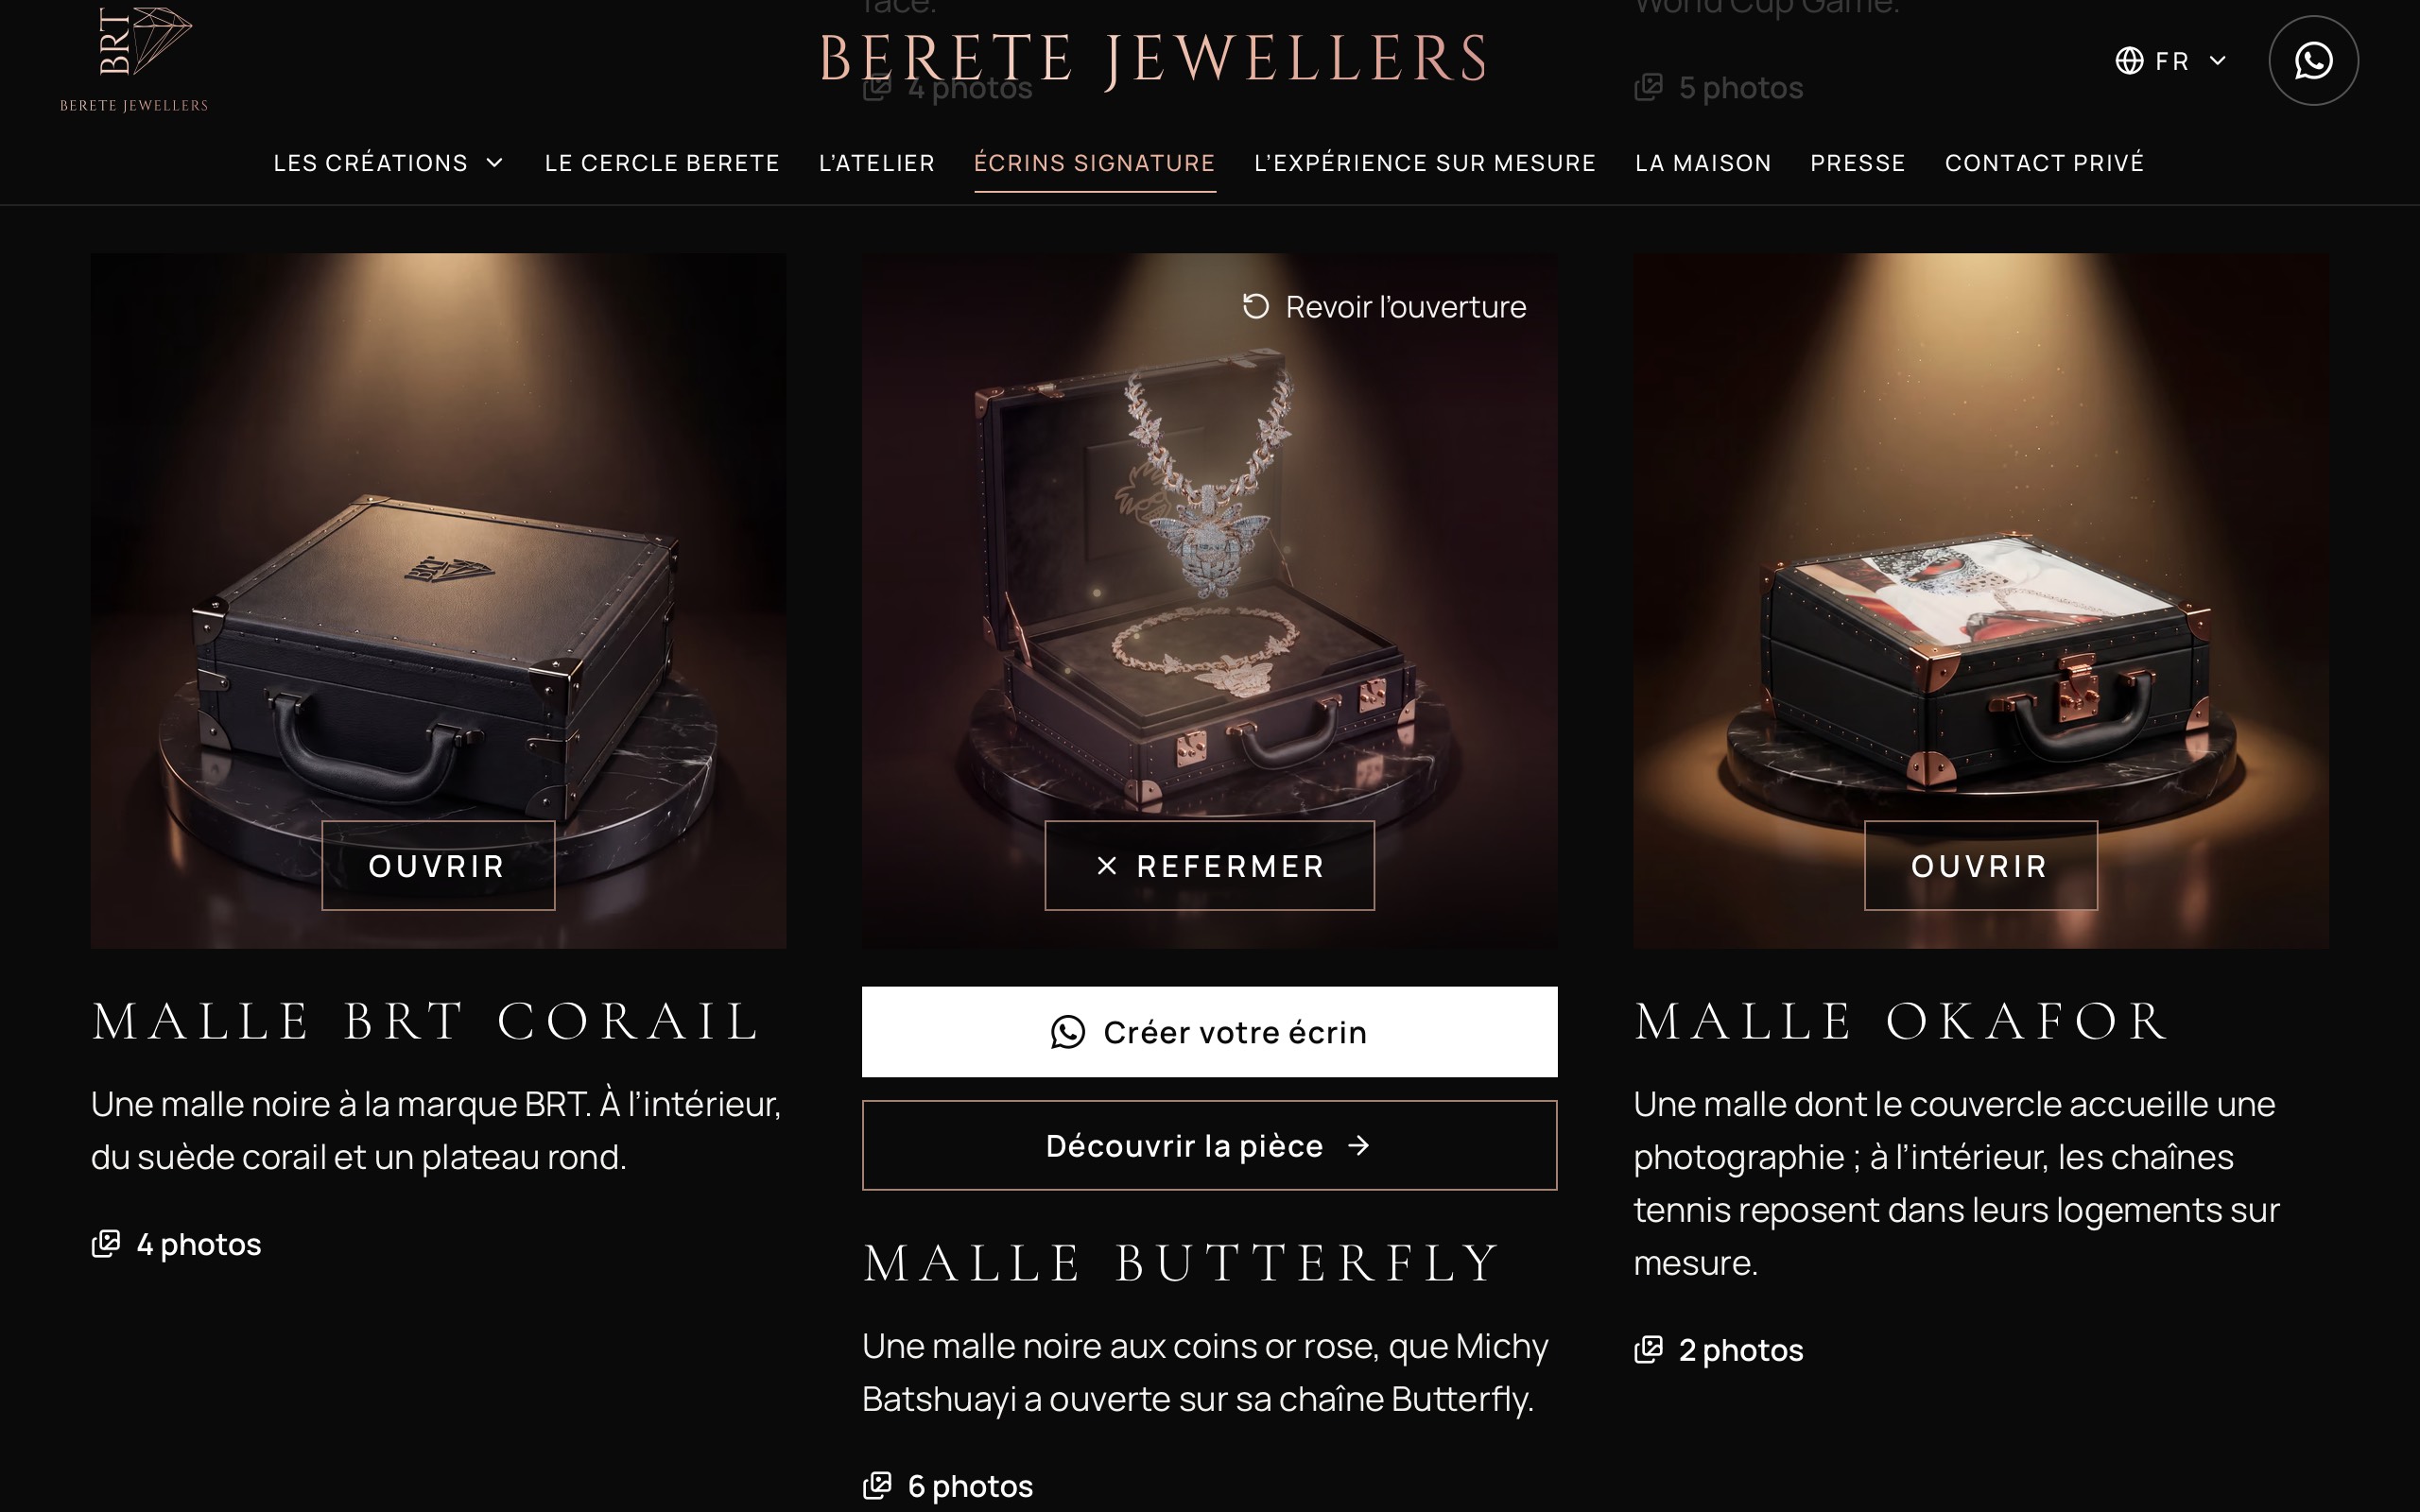 face.
World Cup Game.
BRT
BERETE JEWELLERS
BERETE JEWELLERS
4 photos
5 photos
FR
LES CRÉATIONS
LE CERCLE BERETE
L’ATELIER
ÉCRINS SIGNATURE
L’EXPÉRIENCE SUR MESURE
LA MAISON
PRESSE
CONTACT PRIVÉ
BRT
OUVRIR
Revoir l’ouverture
REFERMER
OUVRIR
MALLE BRT CORAIL
Une malle noire à la marque BRT. À l’intérieur,
du suède corail et un plateau rond.
4 photos
Créer votre écrin
Découvrir la pièce
MALLE BUTTERFLY
Une malle noire aux coins or rose, que Michy
Batshuayi a ouverte sur sa chaîne Butterfly.
6 photos
MALLE OKAFOR
Une malle dont le couvercle accueille une
photographie ; à l’intérieur, les chaînes
tennis reposent dans leurs logements sur
mesure.
2 photos